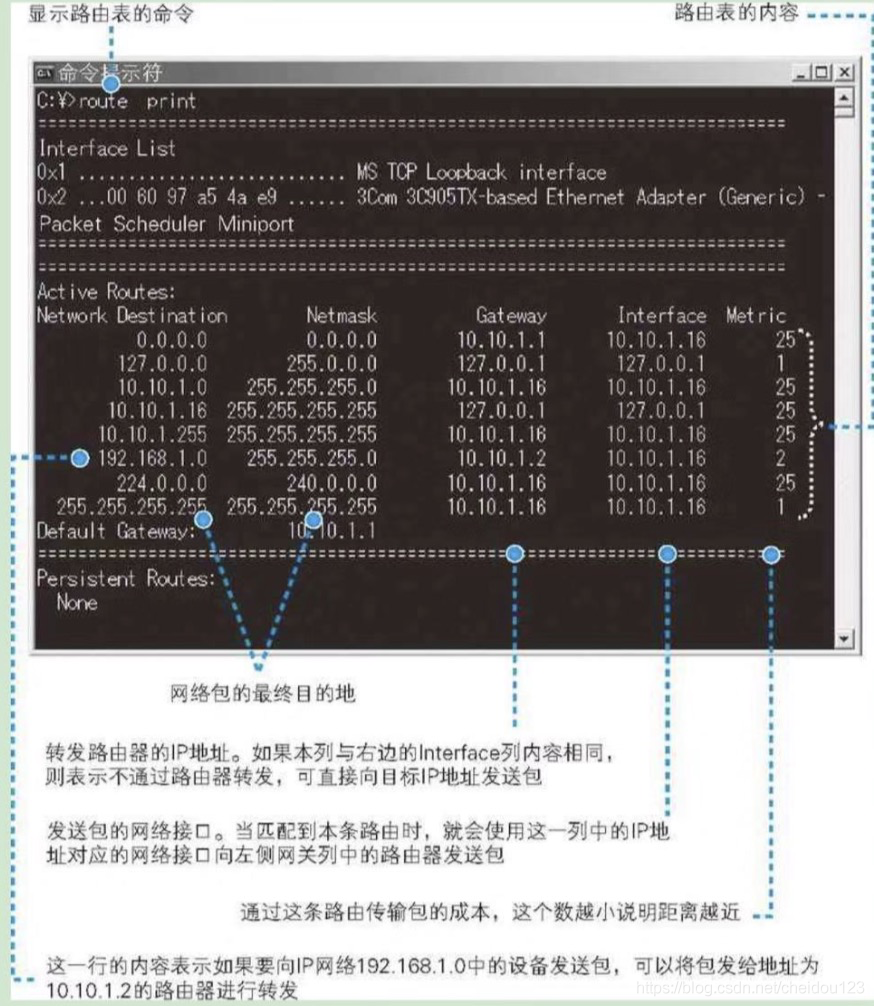 显示路由表的命令
路由表的内容
命令提示符
C:¥>route print
Interface List
0x1 ........................... MS TCP Loopback interface
0x2 ...00 60 97 a5 4a e9 ...... 3Com 3C905TX-based Ethernet Adapter (Generic) -
Packet Scheduler Miniport
Active Routes:
Network Destination Netmask Gateway Interface Metric
0.0.0.0 0.0.0.0 10.10.1.1 10.10.1.16 25
127.0.0.0 255.0.0.0 127.0.0.1 127.0.0.1 1
10.10.1.0 255.255.255.0 10.10.1.16 10.10.1.16 25
10.10.1.16 255.255.255.255 127.0.0.1 127.0.0.1 25
10.10.1.255 255.255.255.255 10.10.1.16 10.10.1.16 25
192.168.1.0 255.255.255.0 10.10.1.2 10.10.1.16 2
224.0.0.0 240.0.0.0 10.10.1.16 10.10.1.16 25
255.255.255.255 255.255.255.255 10.10.1.16 10.10.1.16 1
Default Gateway: 10.10.1.1
Persistent Routes:
None
网络包的最终目的地
转发路由器的IP地址。如果本列与右边的Interface列内容相同，
则表示不通过路由器转发，可直接向目标IP地址发送包
发送包的网络接口。当匹配到本条路由时，就会使用这一列中的IP地
址对应的网络接口向左侧网关列中的路由器发送包
通过这条路由传输包的成本，这个数越小说明距离越近
这一行的内容表示如果要向IP网络192.168.1.0中的设备发送包，可以将包发给地址为
10.10.1.2的路由器进行转发
https://blog.csdn.net/cheidou123